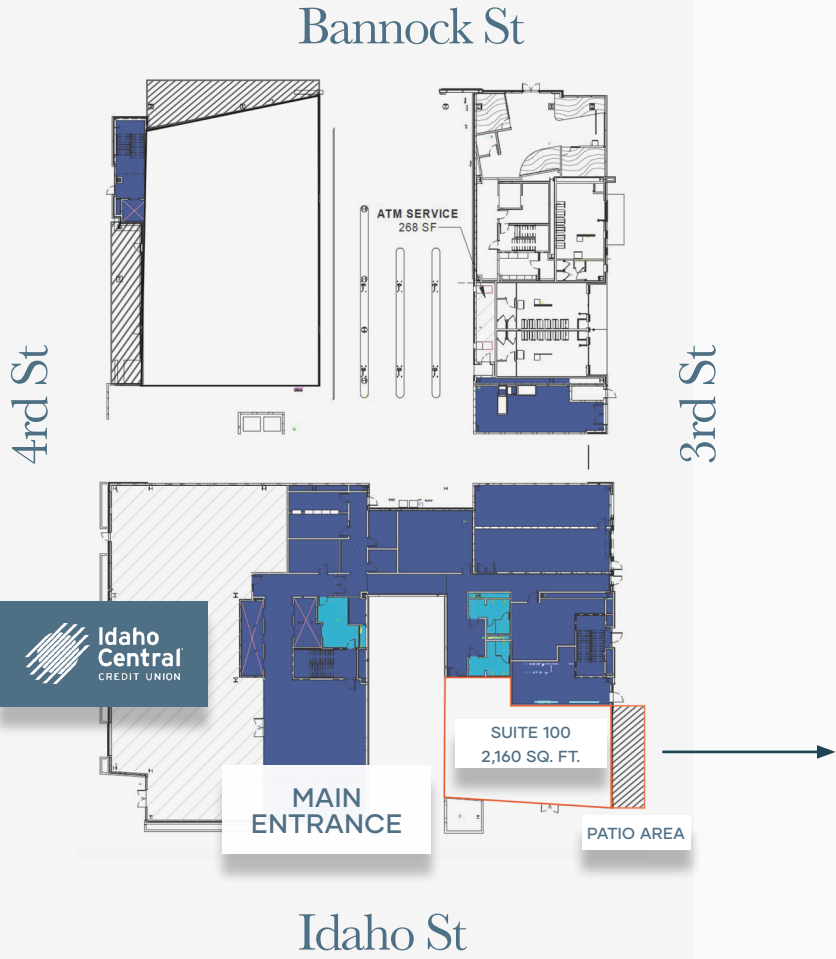 Bannock St
ATM SERVICE
268 SF
4rd St
3rd St
Idaho
Central
CREDIT UNION
SUITE 100
2,160 SQ. FT.
MAIN
ENTRANCE
PATIO AREA
Idaho St